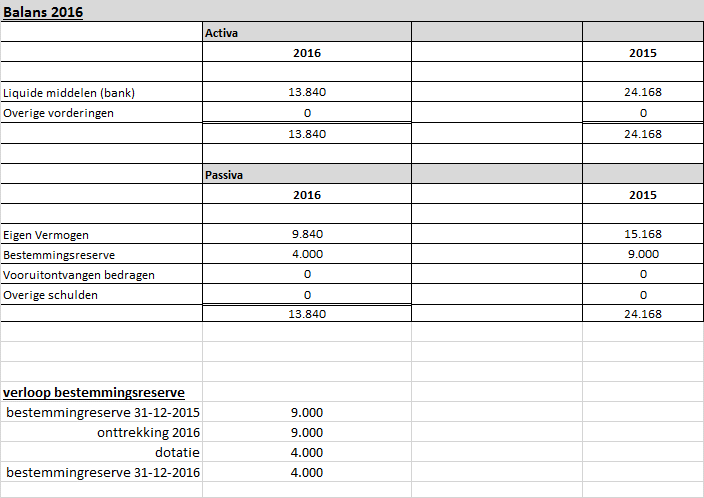 Balans 2016
Activa
2016 2015
Liquide middelen (bank) 13.840 24.168
Overige vorderingen 0 0
13.840 24.168
Passiva
2016 2015
Eigen Vermogen 9.840 15.168
Bestemmingsreserve 4.000 9.000
Vooruitontvangen bedragen 0 0
Overige schulden 0 0
13.840 24.168
verloop bestemmingsreserve
bestemmingreserve 31-12-2015 9.000
onttrekking 2016 9.000
dotatie 4.000
bestemmingreserve 31-12-2016 4.000